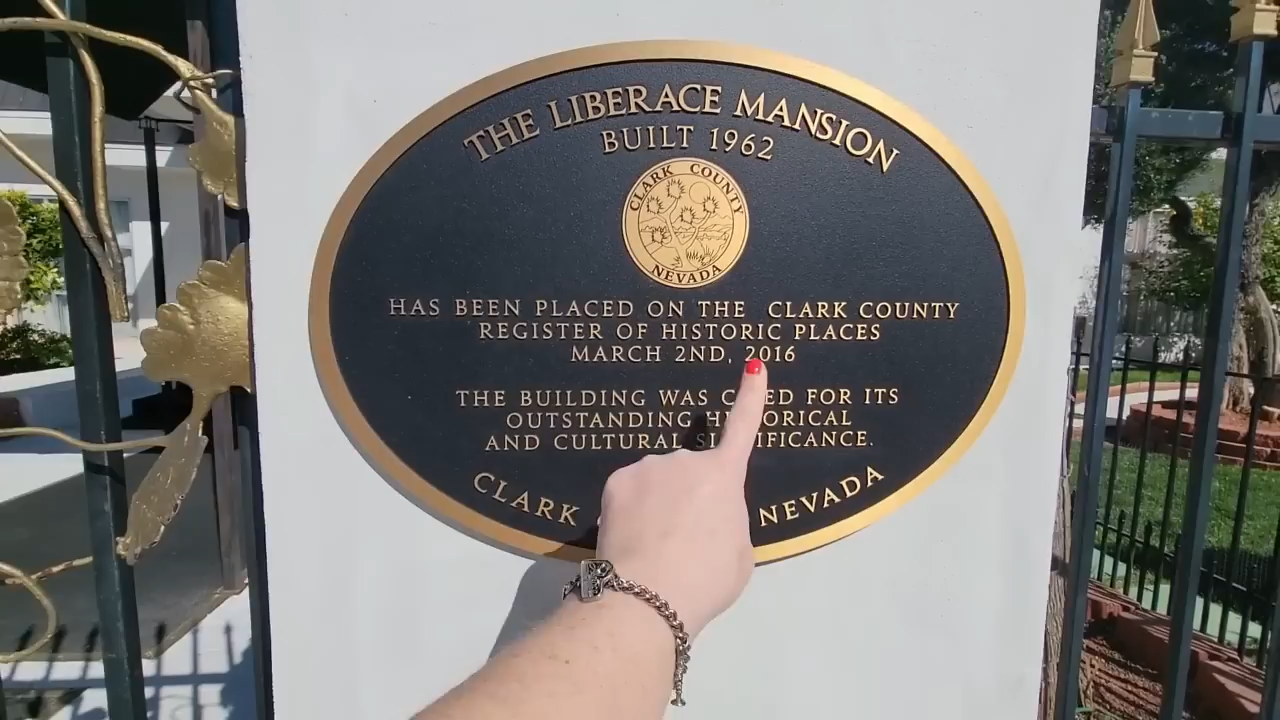 THE LIBERACE MANSION
BUILT 1962
CLARK COUNTY
NEVADA
HAS BEEN PLACED ON THE CLARK COUNTY
REGISTER OF HISTORIC PLACES
MARCH 2ND, 2016
THE BUILDING WAS FOR ITS
OUTSTANDING
AND CULTURAL
CLARK NEVADA